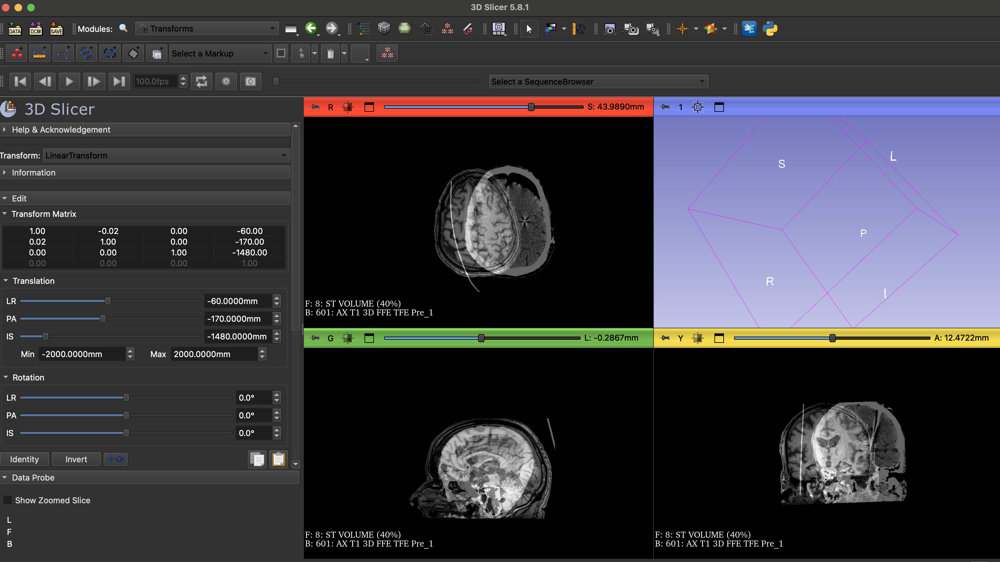 3D Slicer 5.8.1
DATA DCM SAVE Modules: Transforms
Select a Markup
100.0fps Select a SequenceBrowser
3D Slicer
Help & Acknowledgement
Transform: LinearTransform
Information
Edit
Transform Matrix
1.00 -0.02 0.00 -60.00
0.02 1.00 0.00 -170.00
0.00 0.00 1.00 -1480.00
0.00 0.00 0.00 1.00
Translation
LR -60.0000mm
PA -170.0000mm
IS -1480.0000mm
Min -2000.0000mm Max 2000.0000mm
Rotation
LR 0.0°
PA 0.0°
IS 0.0°
Identity Invert
Data Probe
Show Zoomed Slice
L
F
B
R S: 43.9890mm
F: 8: ST VOLUME (40%)
B: 601: AX T1 3D FFE TFE Pre_1
1
S
L
P
R
I
G L: -0.2867mm
F: 8: ST VOLUME (40%)
B: 601: AX T1 3D FFE TFE Pre_1
Y A: 12.4722mm
F: 8: ST VOLUME (40%)
B: 601: AX T1 3D FFE TFE Pre_1